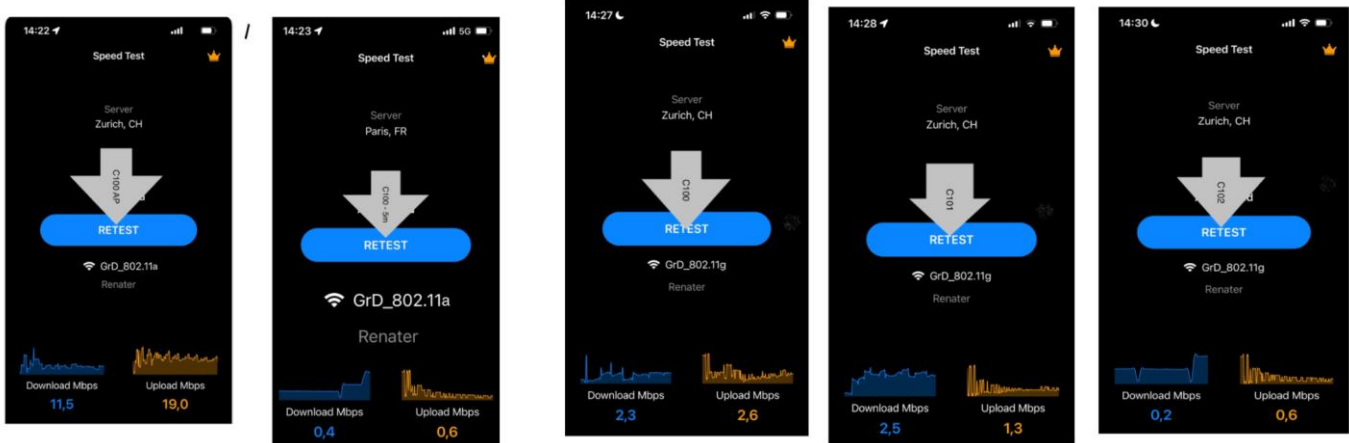 14:22
Speed Test
Server
Zurich, CH
C100 AP
RETEST
GrD_802.11a
Renater
Download Mbps
Upload Mbps
11,5
19,0
/
14:23
5G
Speed Test
Server
Paris, FR
C100 - 5m
RETEST
GrD_802.11a
Renater
Download Mbps
Upload Mbps
0,4
0,6
14:27
Speed Test
Server
Zurich, CH
C100
RETEST
GrD_802.11g
Renater
Download Mbps
Upload Mbps
2,3
2,6
14:28
Speed Test
Server
Zurich, CH
C101
RETEST
GrD_802.11g
Renater
Download Mbps
Upload Mbps
2,5
1,3
14:30
Speed Test
Server
Zurich, CH
C102
RETEST
GrD_802.11g
Renater
Download Mbps
Upload Mbps
0,2
0,6